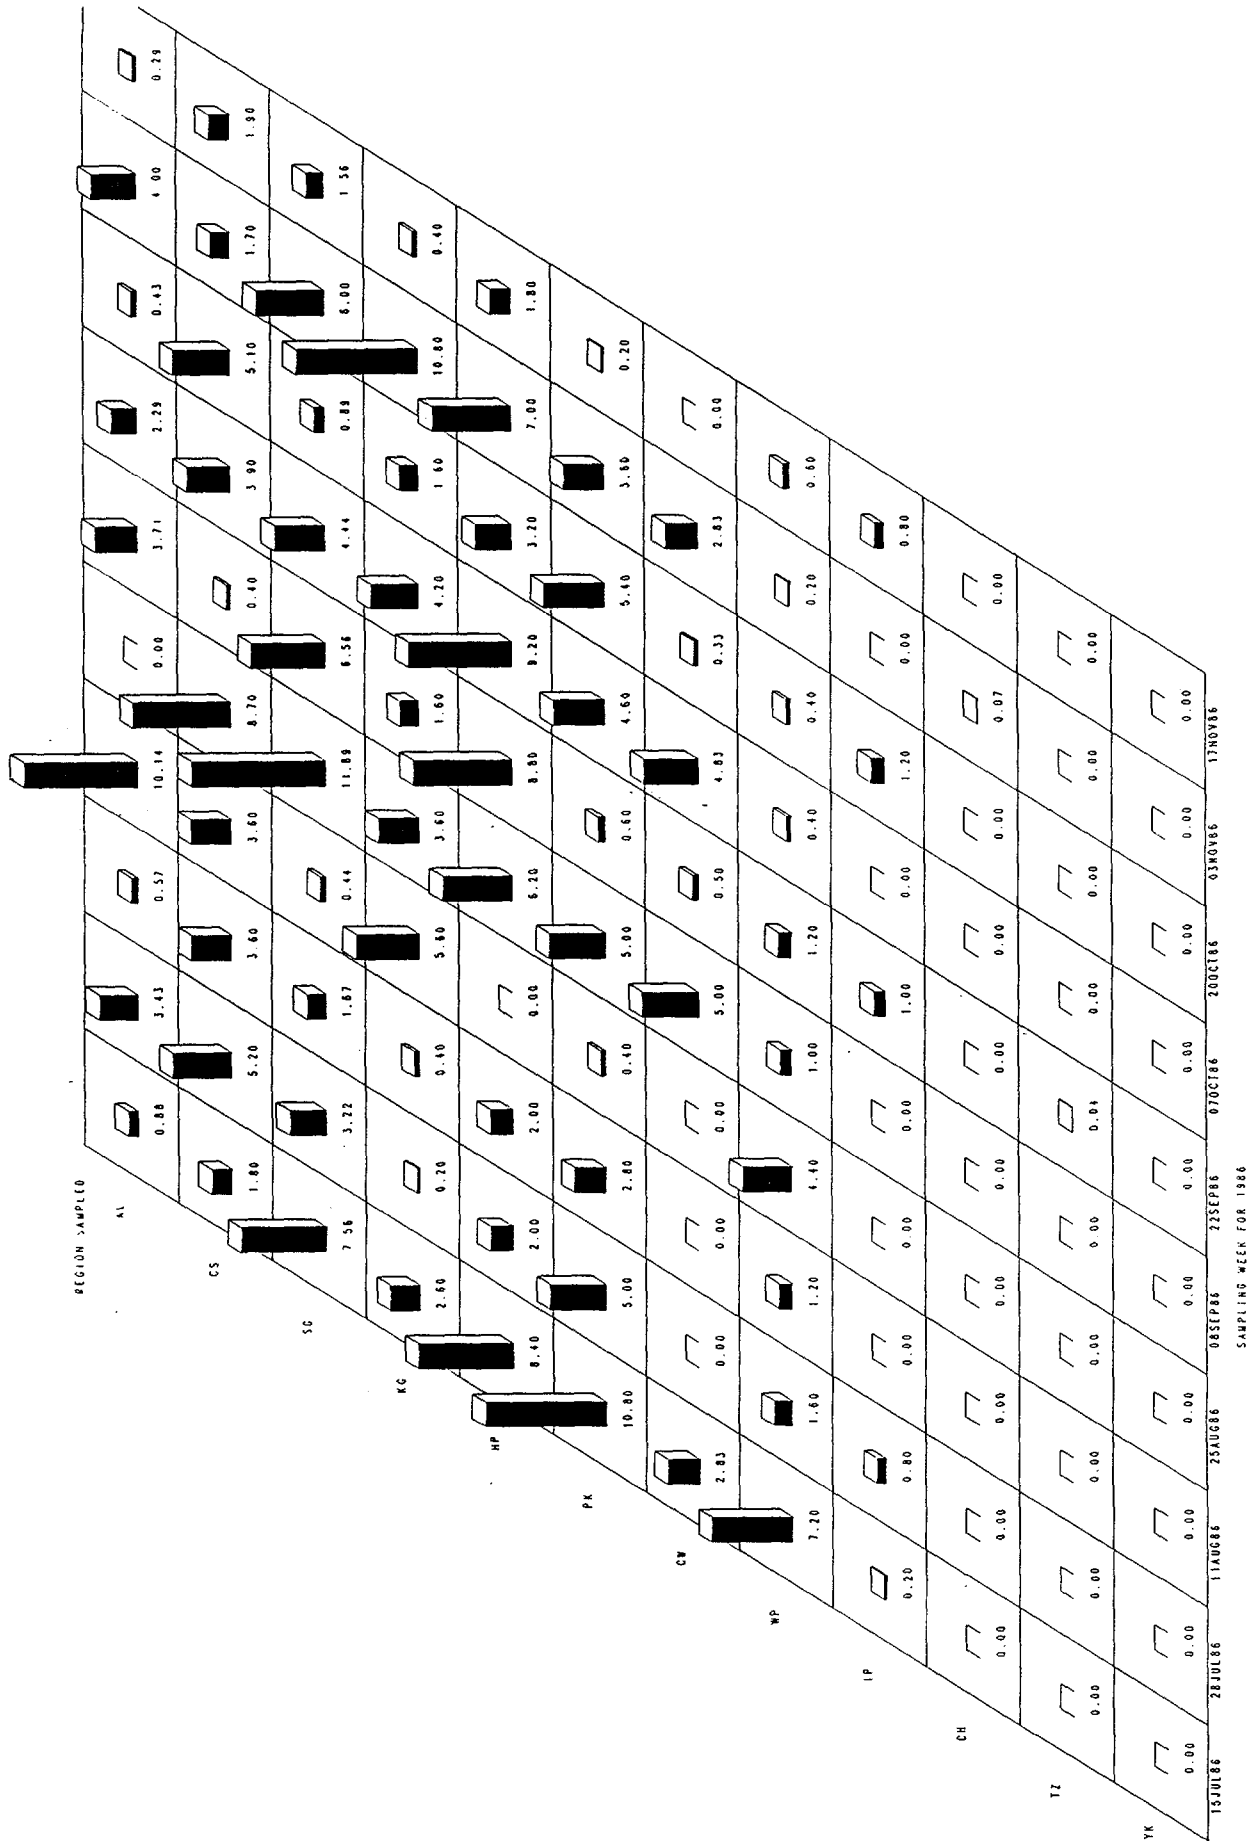 REGION SAMPLED
AL
0.88 3.43 0.57 10.14 0.00 3.71 2.29 0.43 4.00 0.29
CS
1.80 5.20 3.60 3.60 8.70 0.40 3.90 5.10 1.70 1.90
SG
7.56 3.22 1.67 0.44 11.89 6.56 4.44 0.89 6.00 1.56
KG
2.60 0.20 0.40 5.60 3.60 1.60 4.20 1.60 10.80 0.40
HP
8.40 2.00 2.00 0.00 6.20 8.80 9.20 3.20 7.00 1.80
PK
10.80 5.00 2.80 0.40 5.00 0.60 4.60 5.40 3.60 0.20
CW
2.83 0.00 0.00 0.00 5.00 0.50 4.83 0.33 2.83 0.00
WP
7.20 1.60 1.20 4.40 1.00 1.20 0.40 0.40 0.20 0.60
IP
0.20 0.80 0.00 0.00 0.00 1.00 0.00 1.20 0.00 0.80
CH
0.00 0.00 0.00 0.00 0.00 0.00 0.00 0.00 0.07 0.00
TZ
0.00 0.00 0.00 0.00 0.00 0.04 0.00 0.00 0.00 0.00
YK
0.00 0.00 0.00 0.00 0.00 0.00 0.00 0.00 0.00 0.00
15JUL86 28JUL86 11AUG86 25AUG86 08SEP86 22SEP86 07OCT86 20OCT86 03NOV86 17NOV86
SAMPLING WEEK FOR 1986